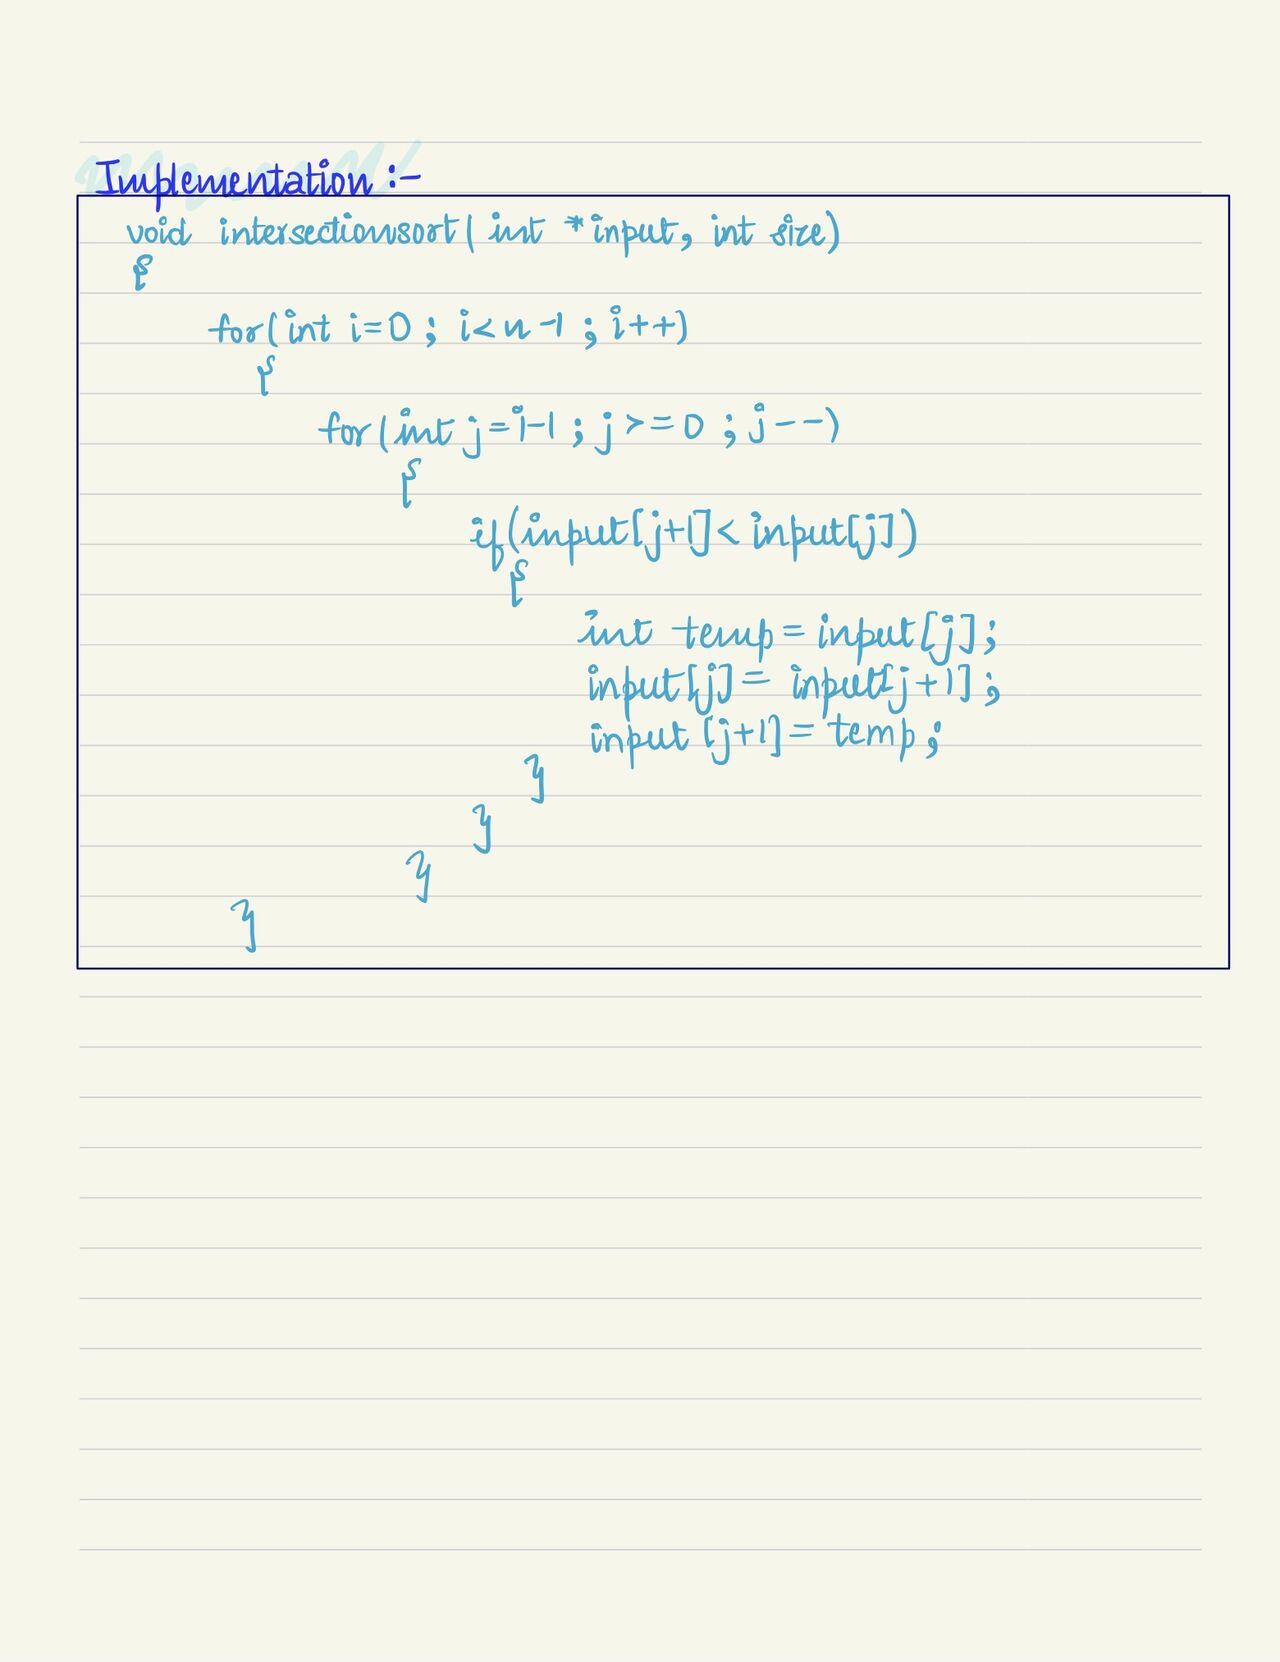 Implementation :-
void intersectionsort( int *input, int size)
{
for(int i=0 ; i<n-1 ; i++)
{
for(int j=i-1 ; j>=0 ; j--)
{
if(input[j+1]< input[j])
{
int temp= input[j];
input[j]= input[j+1];
input [j+1]= temp;
}
}
}
}